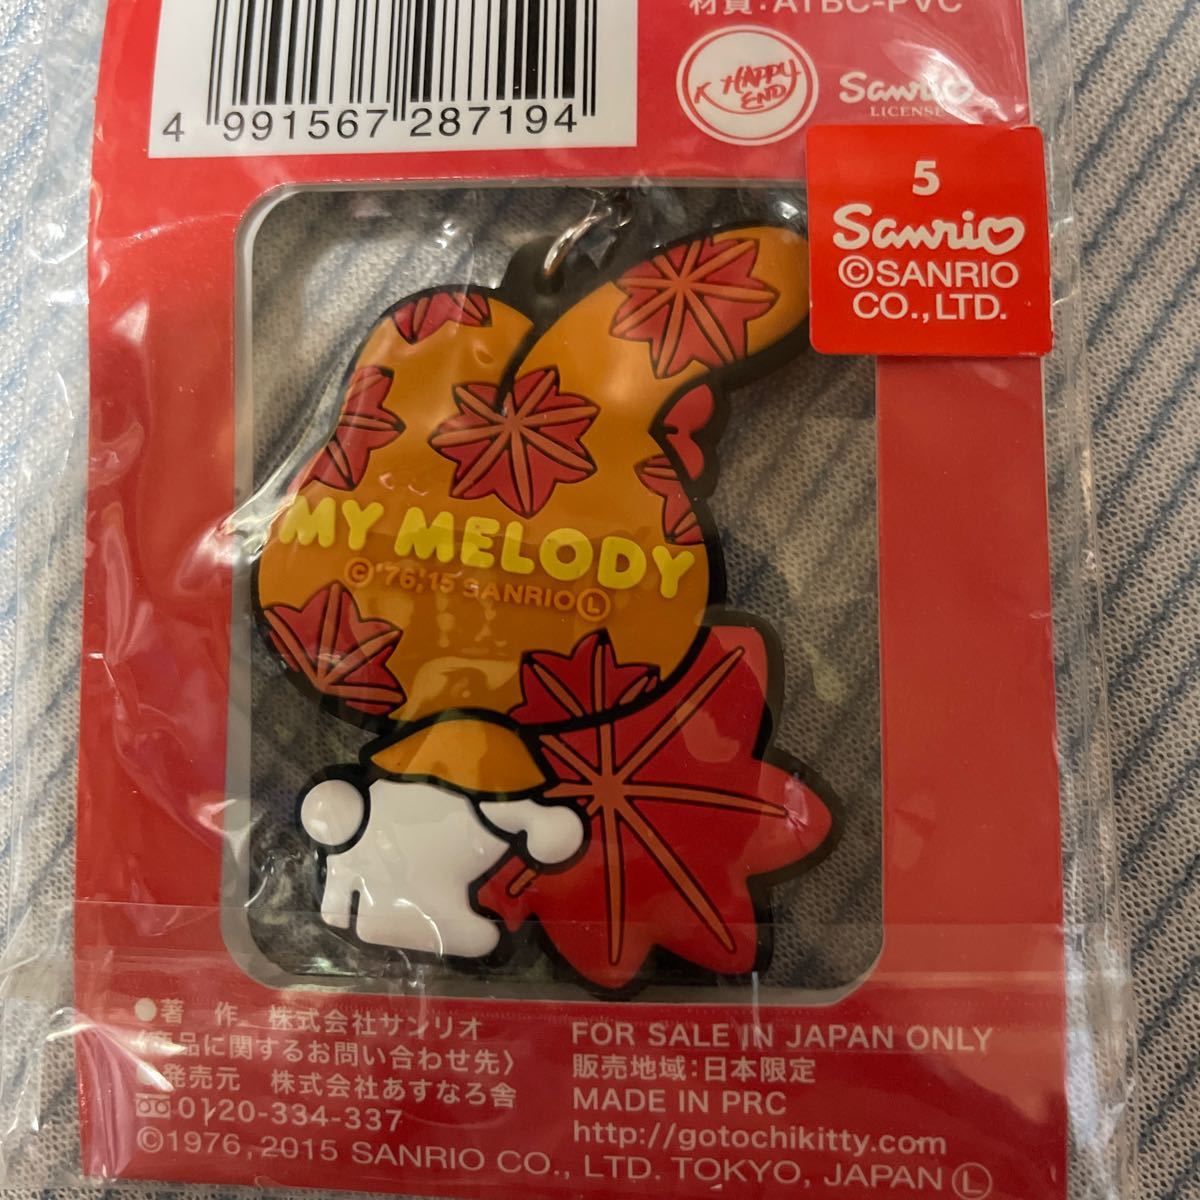 材質:ATBC-PVC
4 991567 287194
K HAPPY END
Sanrio
LICENSE
5
Sanrio
©SANRIO
CO.,LTD.
MY MELODY
©'76,'15 SANRIO Ⓛ
●著 作 株式会社サンリオ
〈商品に関するお問い合わせ先〉
●発売元 株式会社あすなろ舎
0120-334-337
FOR SALE IN JAPAN ONLY
販売地域:日本限定
MADE IN PRC
http://gotochikitty.com
©1976, 2015 SANRIO CO., LTD. TOKYO, JAPAN Ⓛ